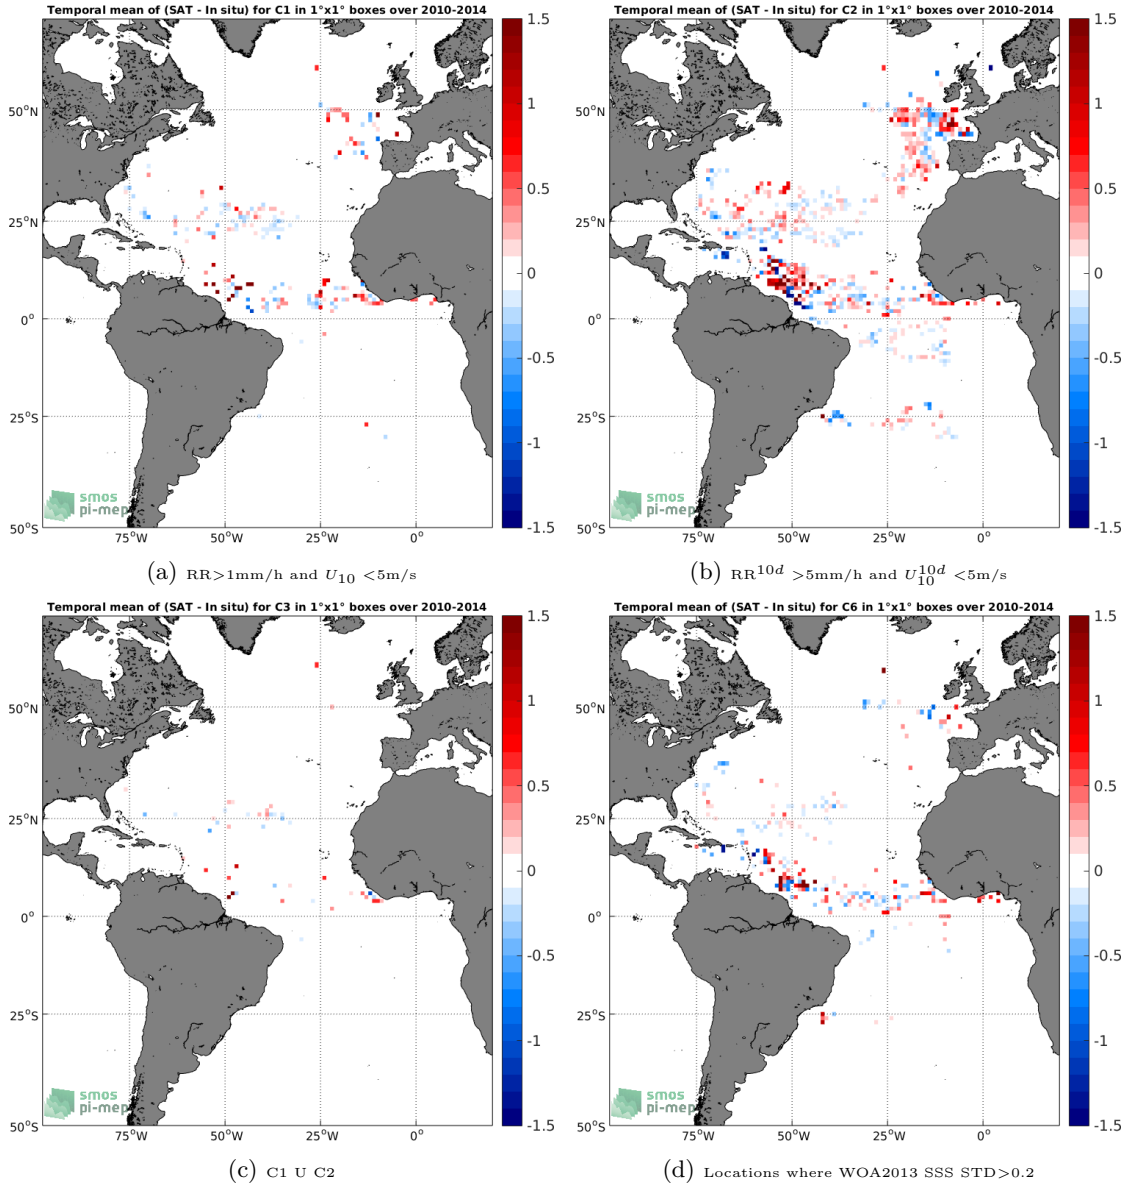 Temporal mean of (SAT - In situ) for C1 in 1°x1° boxes over 2010-2014
50°N
25°N
0°
25°S
50°S
75°W
50°W
25°W
0°
1.5
1
0.5
0
-0.5
-1
-1.5
smos
pi-mep
(a) RR>1mm/h and U10 <5m/s
Temporal mean of (SAT - In situ) for C2 in 1°x1° boxes over 2010-2014
50°N
25°N
0°
25°S
50°S
75°W
50°W
25°W
0°
1.5
1
0.5
0
-0.5
-1
-1.5
smos
pi-mep
(b) RR10d >5mm/h and U10d10 <5m/s
Temporal mean of (SAT - In situ) for C3 in 1°x1° boxes over 2010-2014
50°N
25°N
0°
25°S
50°S
75°W
50°W
25°W
0°
1.5
1
0.5
0
-0.5
-1
-1.5
smos
pi-mep
(c) C1 U C2
Temporal mean of (SAT - In situ) for C6 in 1°x1° boxes over 2010-2014
50°N
25°N
0°
25°S
50°S
75°W
50°W
25°W
0°
1.5
1
0.5
0
-0.5
-1
-1.5
smos
pi-mep
(d) Locations where WOA2013 SSS STD>0.2